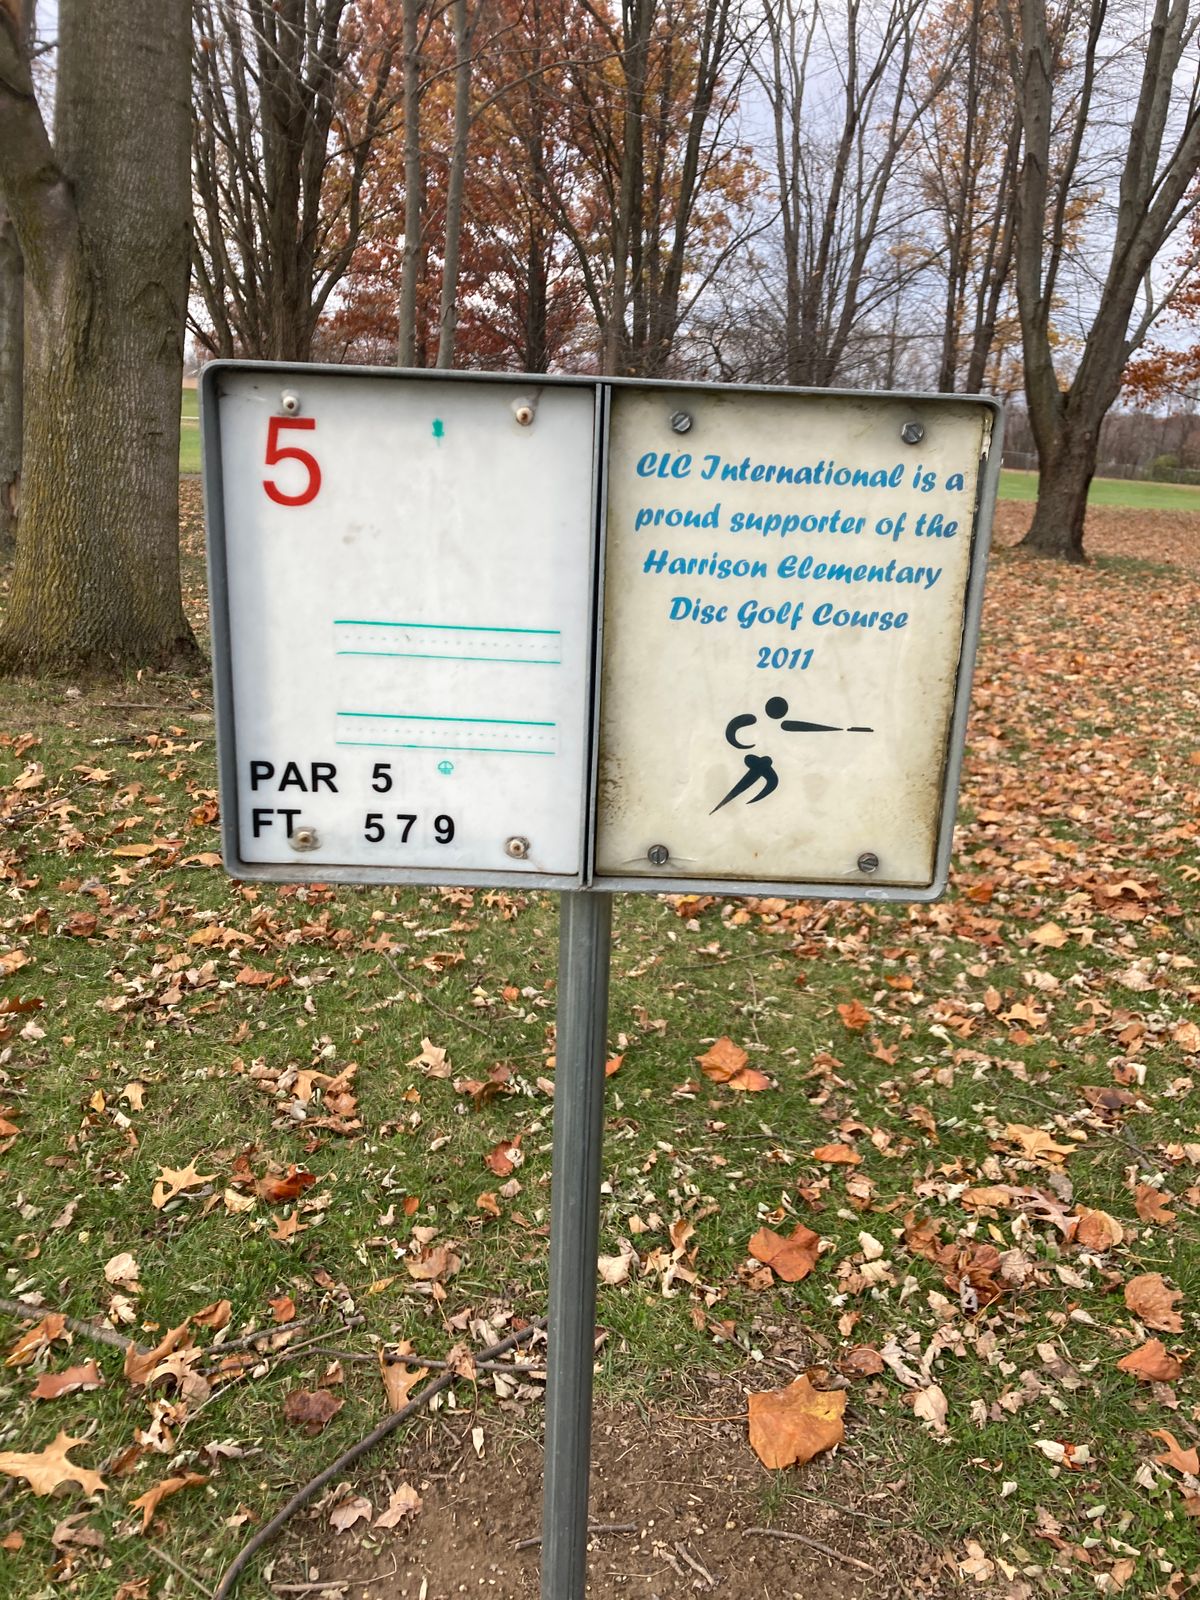 5
PAR 5
FT 579
CLC International is a
proud supporter of the
Harrison Elementary
Disc Golf Course
2011